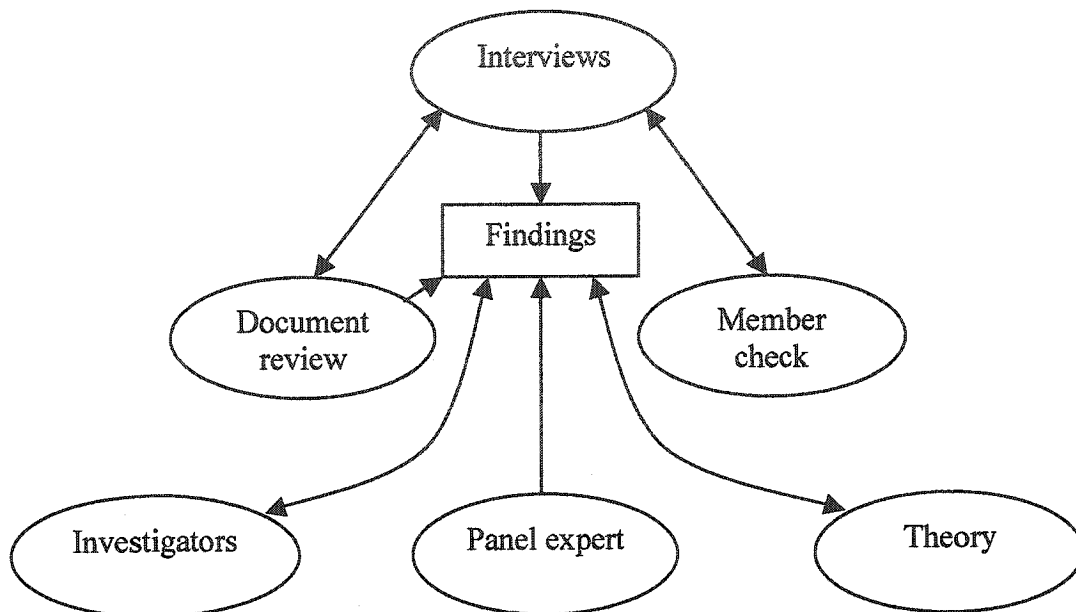 Interviews
Findings
Document
review
Member
check
Investigators
Panel expert
Theory